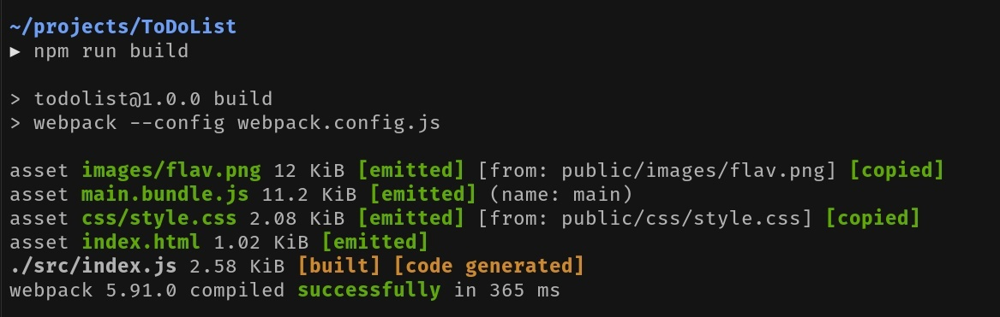 ~/projects/ToDoList
▶ npm run build
> todolist@1.0.0 build
> webpack --config webpack.config.js
asset images/flav.png 12 KiB [emitted] [from: public/images/flav.png] [copied]
asset main.bundle.js 11.2 KiB [emitted] (name: main)
asset css/style.css 2.08 KiB [emitted] [from: public/css/style.css] [copied]
asset index.html 1.02 KiB [emitted]
./src/index.js 2.58 KiB [built] [code generated]
webpack 5.91.0 compiled successfully in 365 ms